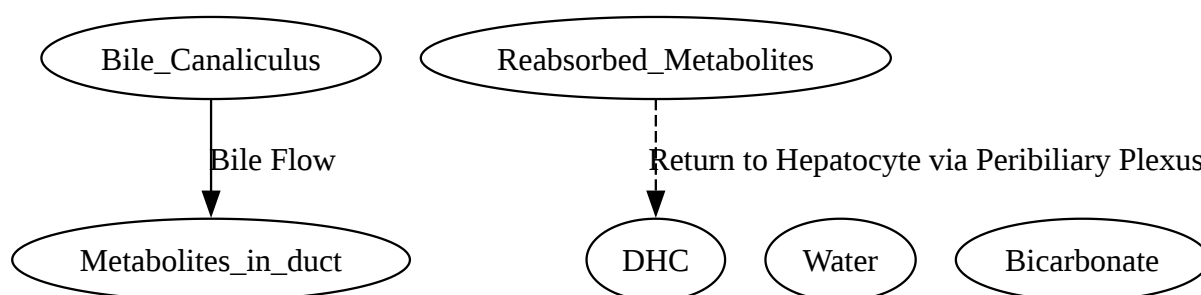 Bile_Canaliculus
Reabsorbed_Metabolites
Bile Flow
Return to Hepatocyte via Peribiliary Plexus
Metabolites_in_duct
DHC
Water
Bicarbonate